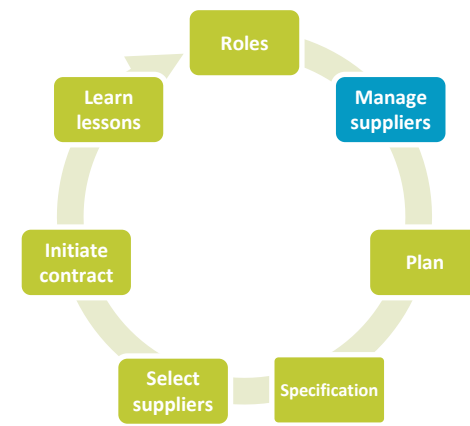 Roles
Manage
suppliers
Plan
Specification
Select
suppliers
Initiate
contract
Learn
lessons